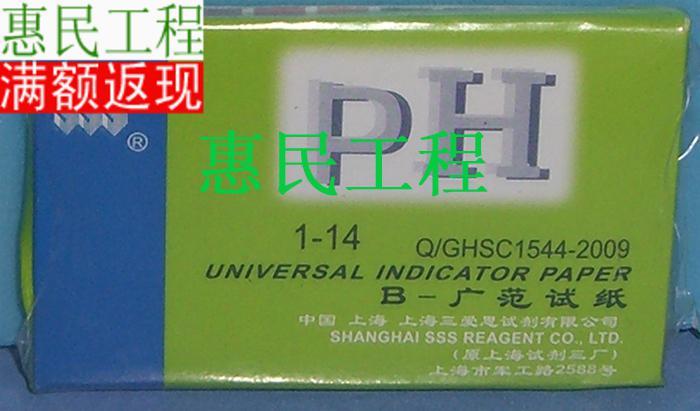 惠民工程
满额返现
SSS
®
pH
惠民工程
1-14
Q/GHSC1544-2009
UNIVERSAL INDICATOR PAPER
B-广范试纸
中国 上海 上海三爱思试剂有限公司
SHANGHAI SSS REAGENT CO., LTD.
(原上海试剂三厂)
上海市军工路2588号